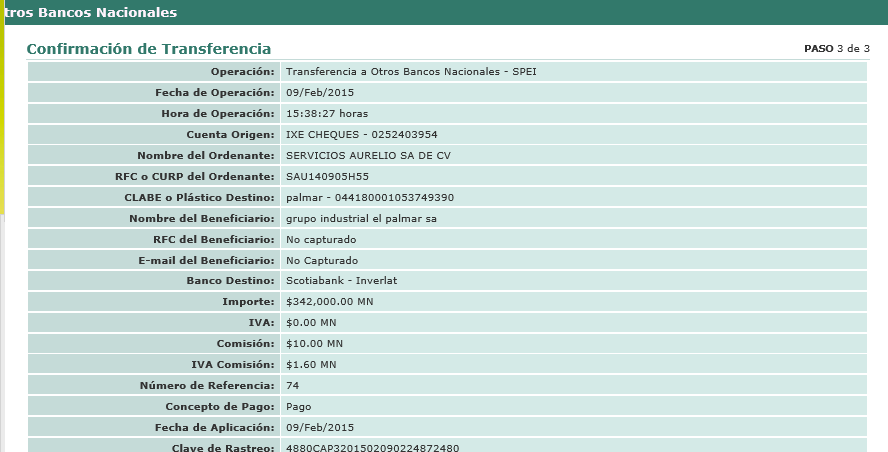 tros Bancos Nacionales
Confirmación de Transferencia PASO 3 de 3
Operación: Transferencia a Otros Bancos Nacionales - SPEI
Fecha de Operación: 09/Feb/2015
Hora de Operación: 15:38:27 horas
Cuenta Origen: IXE CHEQUES - 0252403954
Nombre del Ordenante: SERVICIOS AURELIO SA DE CV
RFC o CURP del Ordenante: SAU140905H55
CLABE o Plástico Destino: palmar - 044180001053749390
Nombre del Beneficiario: grupo industrial el palmar sa
RFC del Beneficiario: No capturado
E-mail del Beneficiario: No Capturado
Banco Destino: Scotiabank - Inverlat
Importe: $342,000.00 MN
IVA: $0.00 MN
Comisión: $10.00 MN
IVA Comisión: $1.60 MN
Número de Referencia: 74
Concepto de Pago: Pago
Fecha de Aplicación: 09/Feb/2015
Clave de Rastreo: 4880CAP3201502090224872480